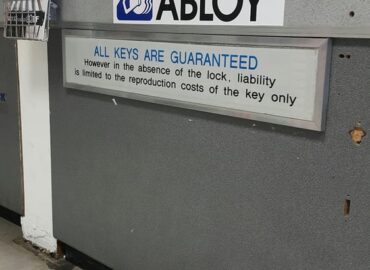 ABLOY
ALL KEYS ARE GUARANTEED
However in the absence of the lock, liability
is limited to the reproduction costs of the key only